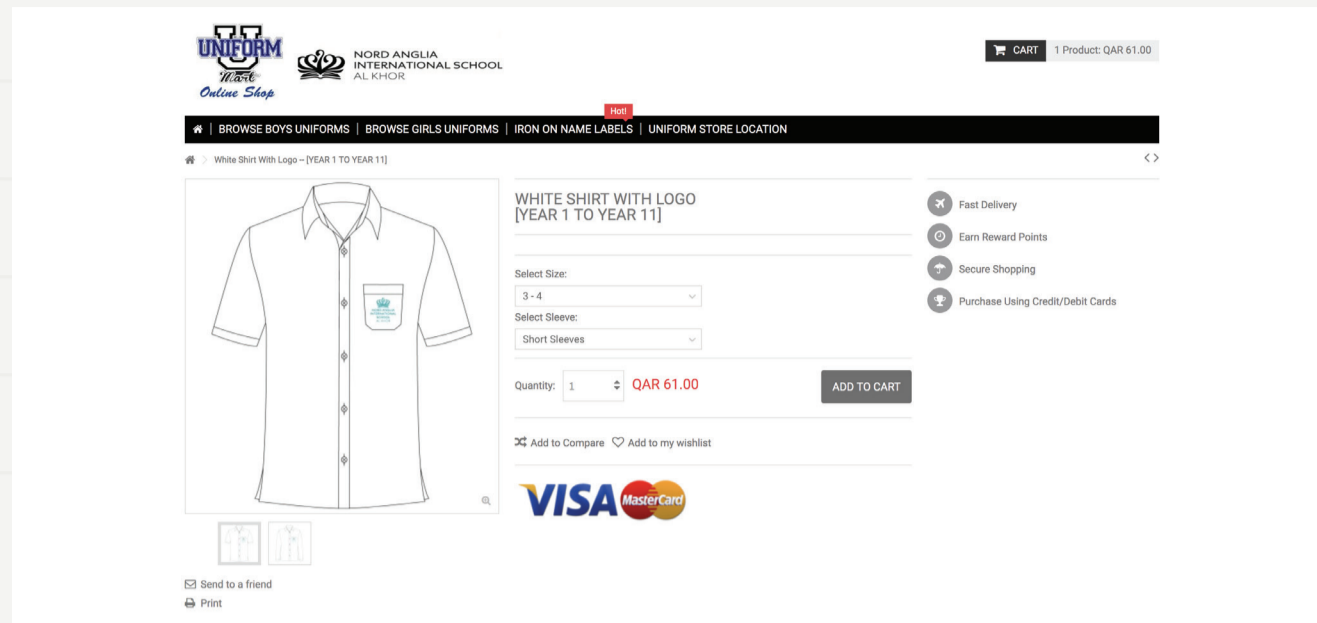 UNIFORM
Mart
Online Shop
NORD ANGLIA
INTERNATIONAL SCHOOL
AL KHOR
CART 1 Product: QAR 61.00
Hot!
BROWSE BOYS UNIFORMS | BROWSE GIRLS UNIFORMS | IRON ON NAME LABELS | UNIFORM STORE LOCATION
White Shirt With Logo – [YEAR 1 TO YEAR 11]
WHITE SHIRT WITH LOGO
[YEAR 1 TO YEAR 11]
Select Size:
3 - 4
Select Sleeve:
Short Sleeves
Quantity: 1 QAR 61.00 ADD TO CART
Add to Compare Add to my wishlist
VISA MasterCard
Fast Delivery
Earn Reward Points
Secure Shopping
Purchase Using Credit/Debit Cards
Send to a friend
Print